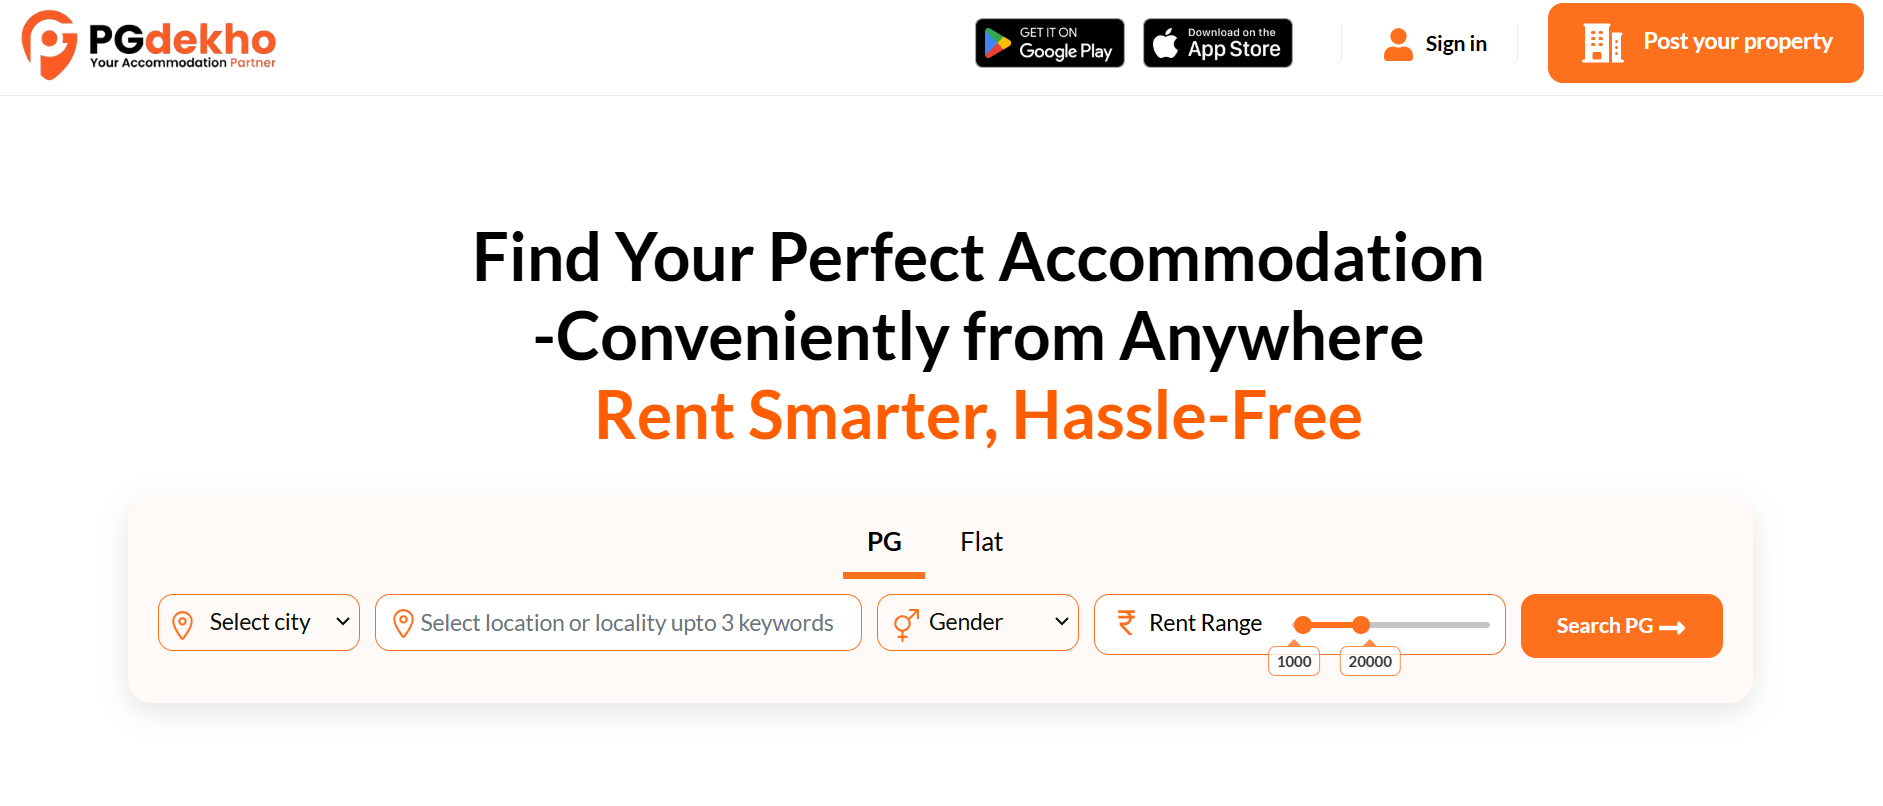 PGdekho
Your Accommodation Partner
GET IT ON
Google Play
Download on the
App Store
Sign in
Post your property
Find Your Perfect Accommodation
-Conveniently from Anywhere
Rent Smarter, Hassle-Free
PG
Flat
Select city
Select location or locality upto 3 keywords
Gender
₹ Rent Range
1000
20000
Search PG